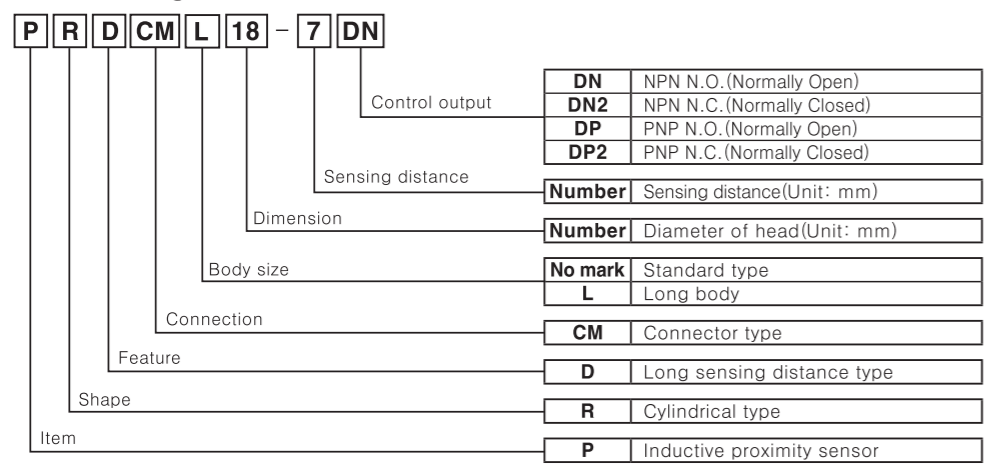 P R D CM L 18 - 7 DN
Control output
DN NPN N.O.(Normally Open)
DN2 NPN N.C.(Normally Closed)
DP PNP N.O.(Normally Open)
DP2 PNP N.C.(Normally Closed)
Sensing distance
Number Sensing distance(Unit: mm)
Dimension
Number Diameter of head(Unit: mm)
Body size
No mark Standard type
L Long body
Connection
CM Connector type
Feature
D Long sensing distance type
Shape
R Cylindrical type
Item
P Inductive proximity sensor